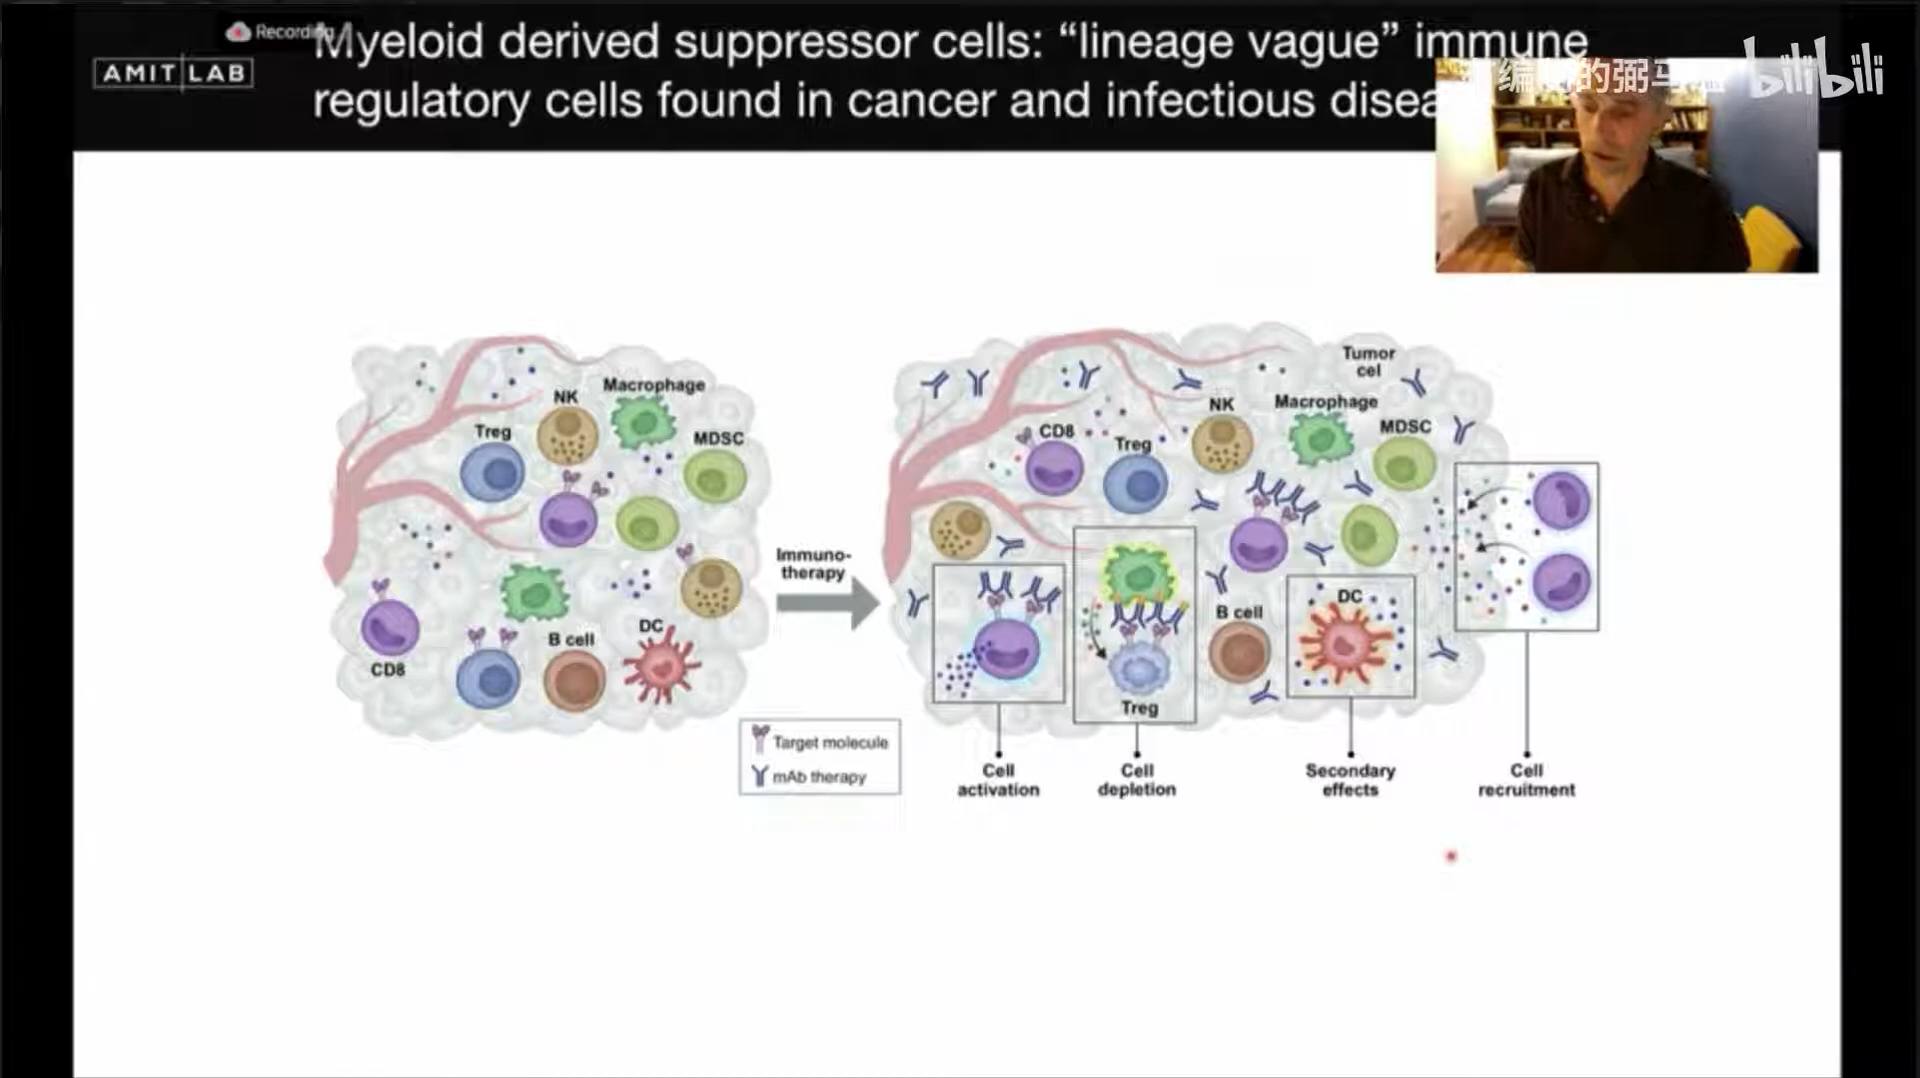 Recording
AMIT LAB
Myeloid derived suppressor cells: “lineage vague” immune
regulatory cells found in cancer and infectious disea
bilibili
Macrophage
NK
Treg
MDSC
CD8
B cell
DC
Immuno-
therapy
Target molecule
mAb therapy
Tumor
cel
NK
Macrophage
CD8
Treg
MDSC
B cell
DC
Treg
Cell
activation
Cell
depletion
Secondary
effects
Cell
recruitment